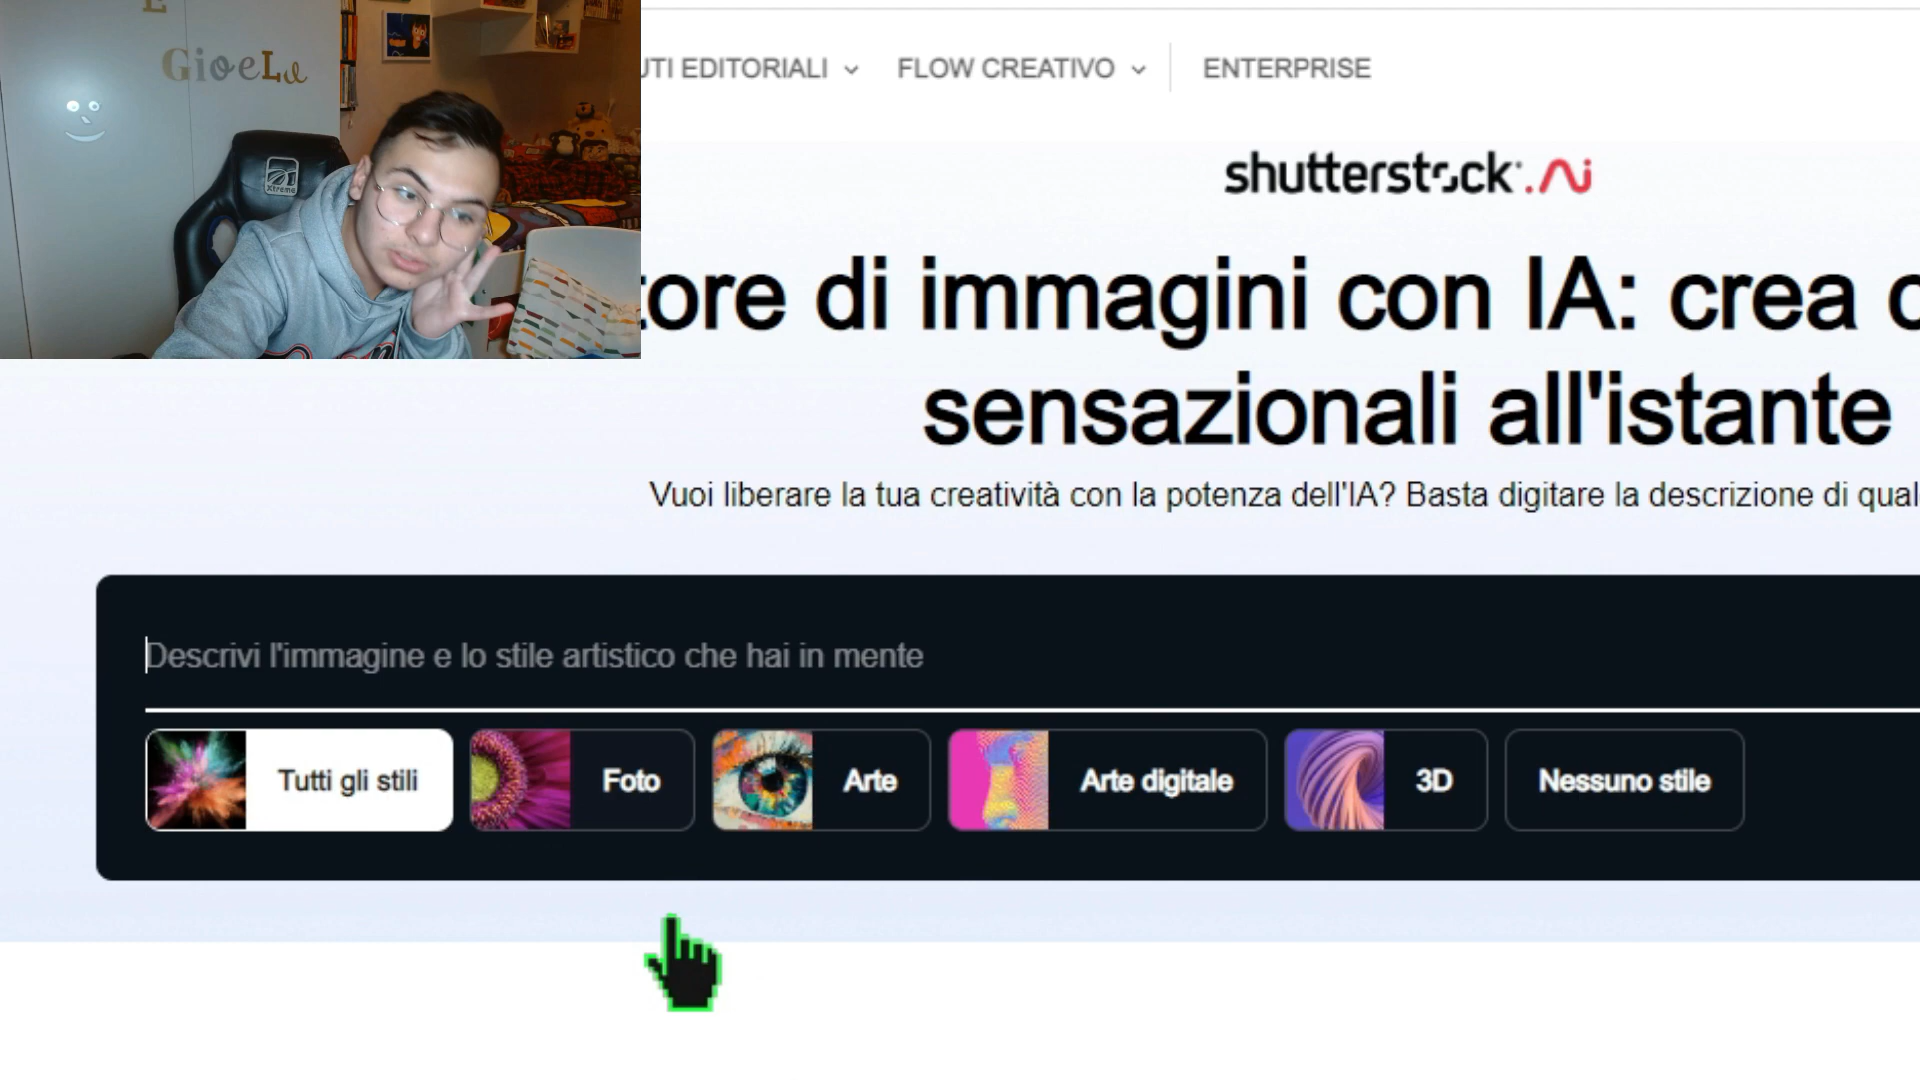 E
GioeLe
Xtreme
UTI EDITORIALI
FLOW CREATIVO
ENTERPRISE
shutterstock.Ai
tore di immagini con IA: crea
sensazionali all'istante
Vuoi liberare la tua creatività con la potenza dell'IA? Basta digitare la descrizione di qual
Descrivi l'immagine e lo stile artistico che hai in mente
Tutti gli stili
Foto
Arte
Arte digitale
3D
Nessuno stile